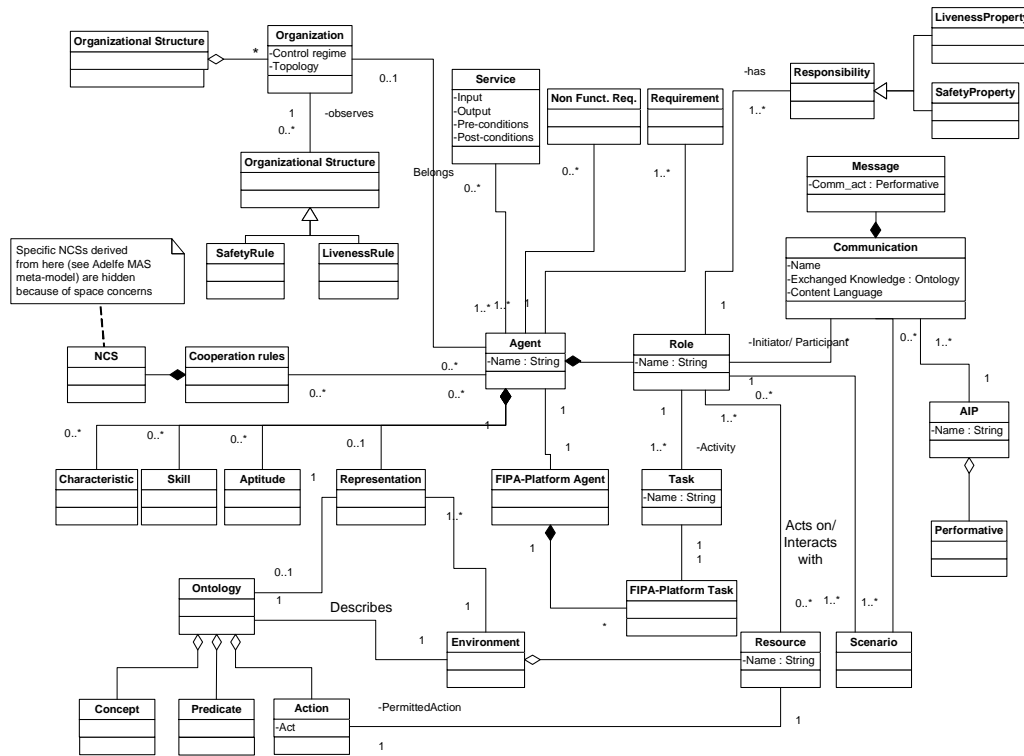 LivenessProperty
Organizational Structure
Organization
-Control regime
-Topology
*
0..1
Service
-Input
-Output
-Pre-conditions
-Post-conditions
Non Funct. Req.
Requirement
-has
1..*
Responsibility
SafetyProperty
1
0..*
-observes
Organizational Structure
Belongs
0..*
0..*
1..*
Message
-Comm_act : Performative
Specific NCSs derived
from here (see Adelfe MAS
meta-model) are hidden
because of space concerns
SafetyRule
LivenessRule
Communication
-Name
-Exchanged Knowledge : Ontology
-Content Language
1..*
1..*
1
1
NCS
Cooperation rules
Agent
-Name : String
Role
-Name : String
-Initiator/ Participant
*
0..*
1..*
0..*
0..*
0..*
1
1
0..*
1
1..*
1
AIP
-Name : String
0..*
0..*
0..*
0..1
1
1
1..*
-Activity
Characteristic
Skill
Aptitude
1
Representation
FIPA-Platform Agent
Task
-Name : String
1..*
Acts on/
Interacts
with
Performative
1
1
1
Ontology
0..1
1
Describes
1
1
FIPA-Platform Task
*
0..*
1..*
1..*
Environment
Resource
-Name : String
Scenario
Concept
Predicate
Action
-Act
-PermittedAction
1
1